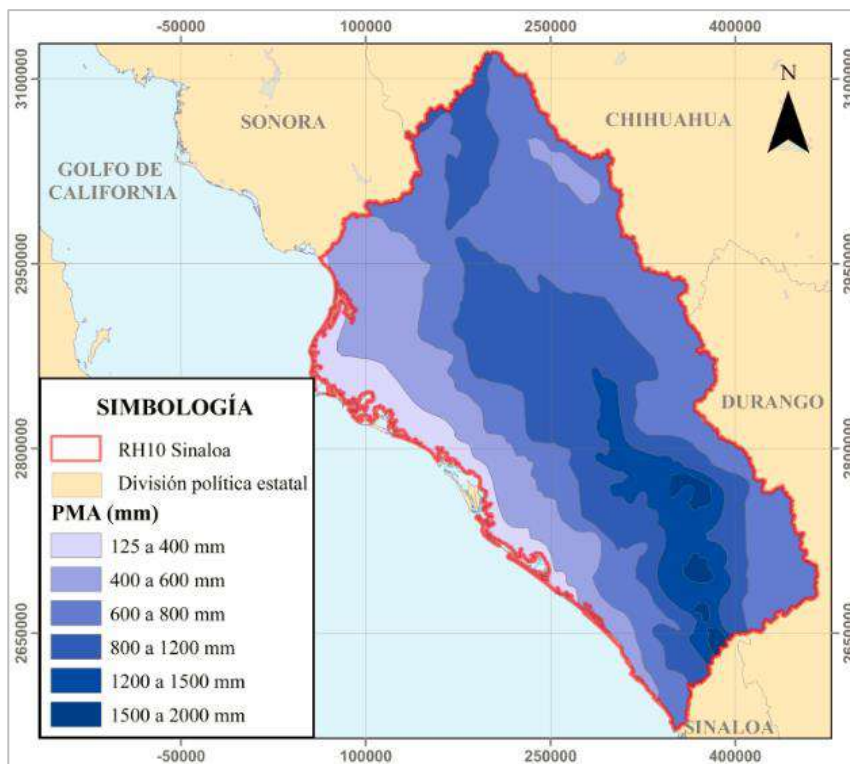 -50000 100000 250000 400000
3100000
3100000
N
SONORA
CHIHUAHUA
GOLFO DE
CALIFORNIA
2950000
2950000
DURANGO
SIMBOLOGÍA
RH10 Sinaloa
División política estatal
PMA (mm)
125 a 400 mm
400 a 600 mm
600 a 800 mm
800 a 1200 mm
1200 a 1500 mm
1500 a 2000 mm
2800000
2800000
2650000
2650000
SINALOA
-50000 100000 250000 400000